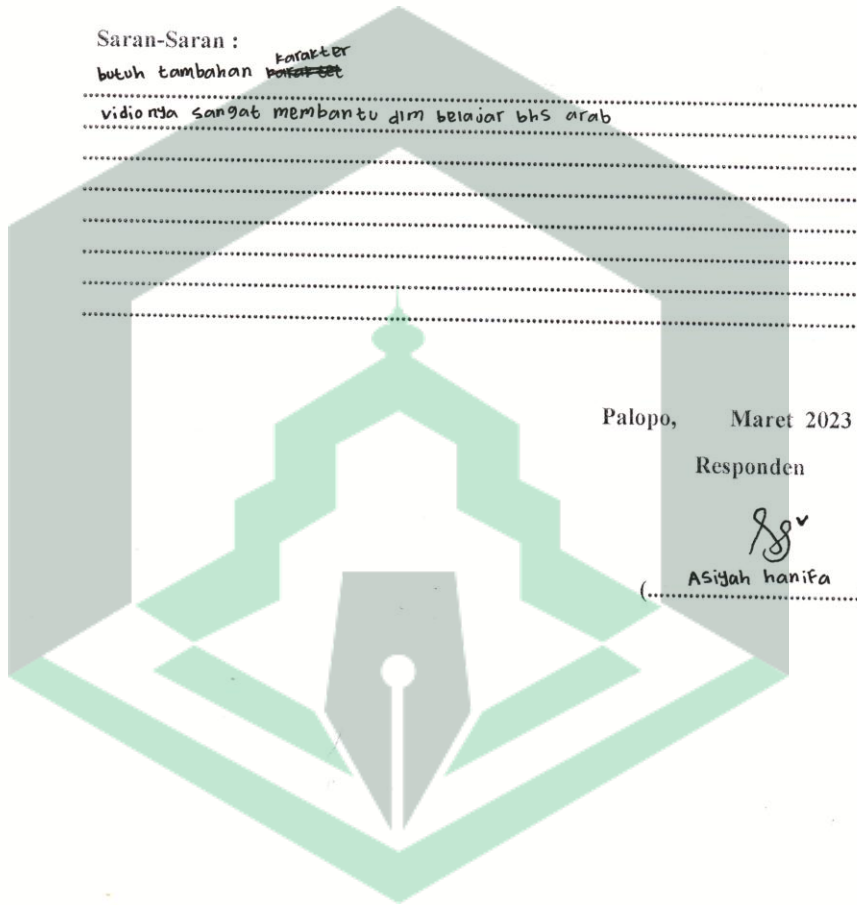 Saran-Saran :
karakter
butuh tambahan
vidionya sangat membantu dlm belajar bhs arab
Palopo, Maret 2023
Responden
(..... Asiyah hanifa